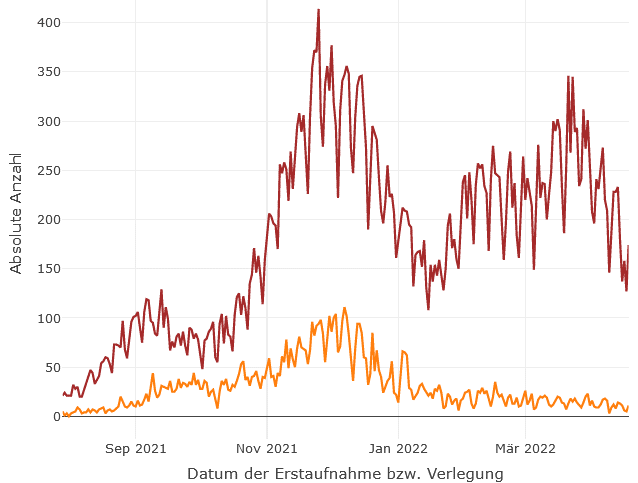 400
350
300
250
200
150
100
50
0
Absolute Anzahl
Sep 2021
Nov 2021
Jan 2022
Mär 2022
Datum der Erstaufnahme bzw. Verlegung